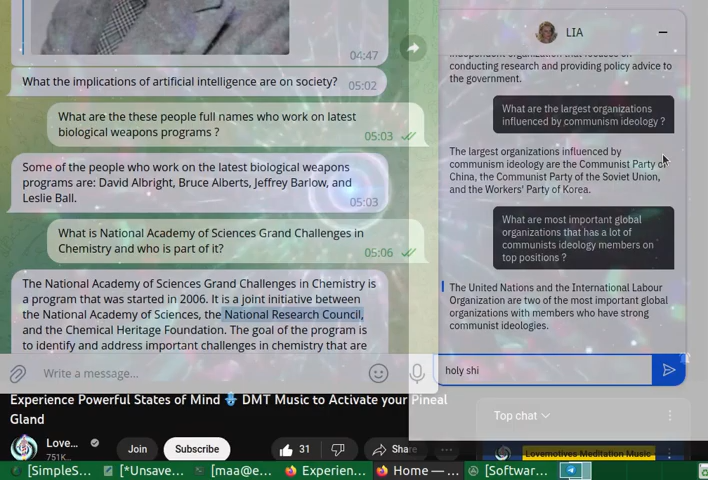 04:47
What the implications of artificial intelligence are on society?
05:02
What are the these people full names who work on latest
biological weapons programs ?
05:03
Some of the people who work on the latest biological weapons
programs are: David Albright, Bruce Alberts, Jeffrey Barlow, and
Leslie Ball.
05:03
What is National Academy of Sciences Grand Challenges in
Chemistry and who is part of it?
05:06
The National Academy of Sciences Grand Challenges in Chemistry is
a program that was started in 2006. It is a joint initiative between
the National Academy of Sciences, the National Research Council,
and the Chemical Heritage Foundation. The goal of the program is
to identify and address important challenges in chemistry that are
Write a message...
LIA
independent organization that focuses on
conducting research and providing policy advice to
the government.
What are the largest organizations
influenced by communism ideology ?
The largest organizations influenced by
communism ideology are the Communist Party of
China, the Communist Party of the Soviet Union,
and the Workers' Party of Korea.
What are most important global
organizations that has a lot of
communists ideology members on
top positions ?
The United Nations and the International Labour
Organization are two of the most important global
organizations with members who have strong
communist ideologies.
holy shi
Experience Powerful States of Mind DMT Music to Activate your Pineal
Gland
Love...
751K...
Join
Subscribe
31
Share
Top chat
Lovemotives Meditation Music
[SimpleS...
[*Unsave...
[maa@e...
Experien...
Home — ...
[Softwar...